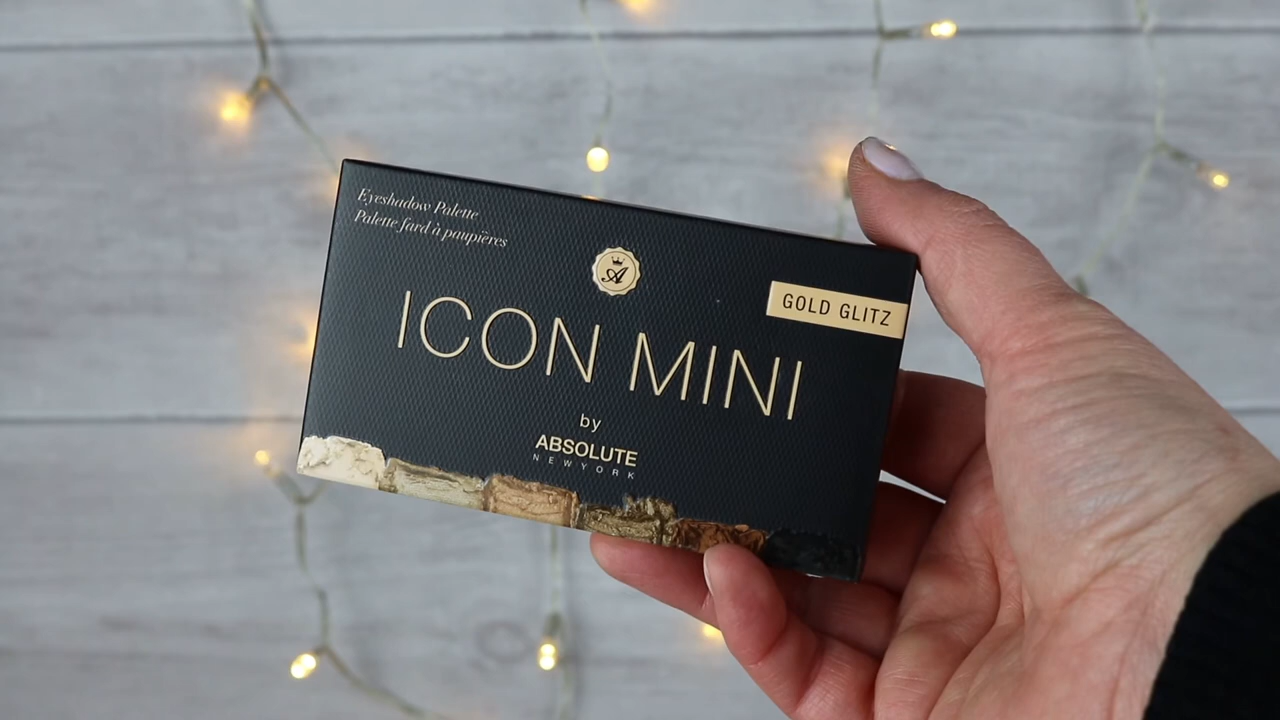 Eyeshadow Palette
Palette fard à paupières
A
GOLD GLITZ
ICON MINI
by
ABSOLUTE
NEW YORK